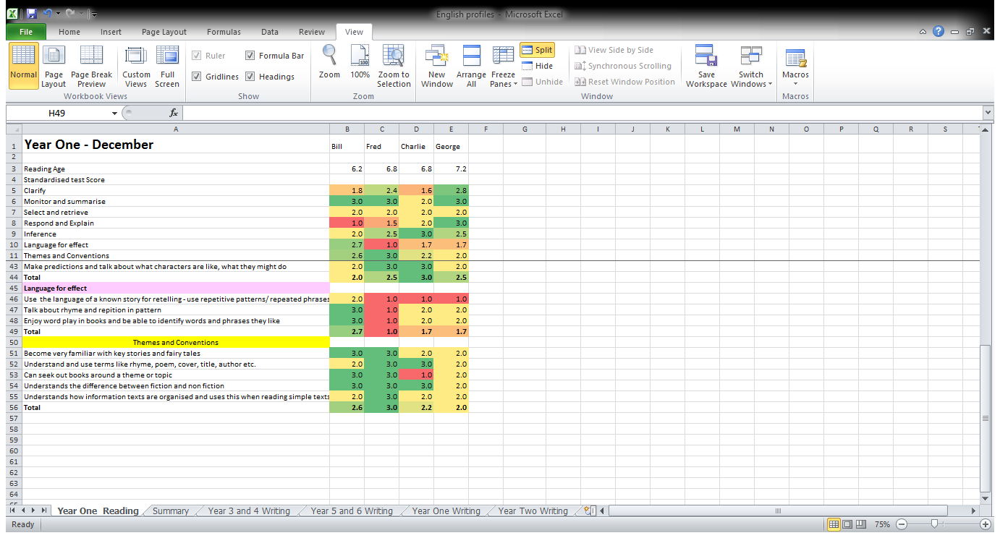 English profiles - Microsoft Excel
File Home Insert Page Layout Formulas Data Review View
Normal Page Layout Page Break Preview Custom Views Full Screen
Workbook Views
Ruler Formula Bar
Gridlines Headings
Show
Zoom 100% Zoom to Selection
Zoom
New Window Arrange All Freeze Panes
Split
Hide
Unhide
View Side by Side
Synchronous Scrolling
Reset Window Position
Save Workspace Switch Windows
Window
Macros
Macros
H49 fx
A B C D E F G H I J K L M N O P Q R S
1 Year One - December Bill Fred Charlie George
2
3 Reading Age 6.2 6.8 6.8 7.2
4 Standardised test Score
5 Clarify 1.8 2.4 1.6 2.8
6 Monitor and summarise 3.0 3.0 2.0 3.0
7 Select and retrieve 2.0 2.0 2.0 2.0
8 Respond and Explain 1.0 1.5 2.0 3.0
9 Inference 2.0 2.5 3.0 2.5
10 Language for effect 2.7 1.0 1.7 1.7
11 Themes and Conventions 2.6 3.0 2.2 2.0
43 Make predictions and talk about what characters are like, what they might do 2.0 3.0 3.0 2.0
44 Total 2.0 2.5 3.0 2.5
45 Language for effect
46 Use the language of a known story for retelling - use repetitive patterns/ repeated phrases 2.0 1.0 1.0 1.0
47 Talk about rhyme and repition in pattern 3.0 1.0 2.0 2.0
48 Enjoy word play in books and be able to identify words and phrases they like 3.0 1.0 2.0 2.0
49 Total 2.7 1.0 1.7 1.7
50 Themes and Conventions
51 Become very familiar with key stories and fairy tales 3.0 3.0 2.0 2.0
52 Understand and use terms like rhyme, poem, cover, title, author etc. 2.0 3.0 3.0 2.0
53 Can seek out books around a theme or topic 3.0 3.0 1.0 2.0
54 Understands the difference between fiction and non fiction 3.0 3.0 3.0 2.0
55 Understands how information texts are organised and uses this when reading simple texts 2.0 3.0 2.0 2.0
56 Total 2.6 3.0 2.2 2.0
57
58
59
60
61
62
63
64
Year One Reading Summary Year 3 and 4 Writing Year 5 and 6 Writing Year One Writing Year Two Writing
Ready 75%